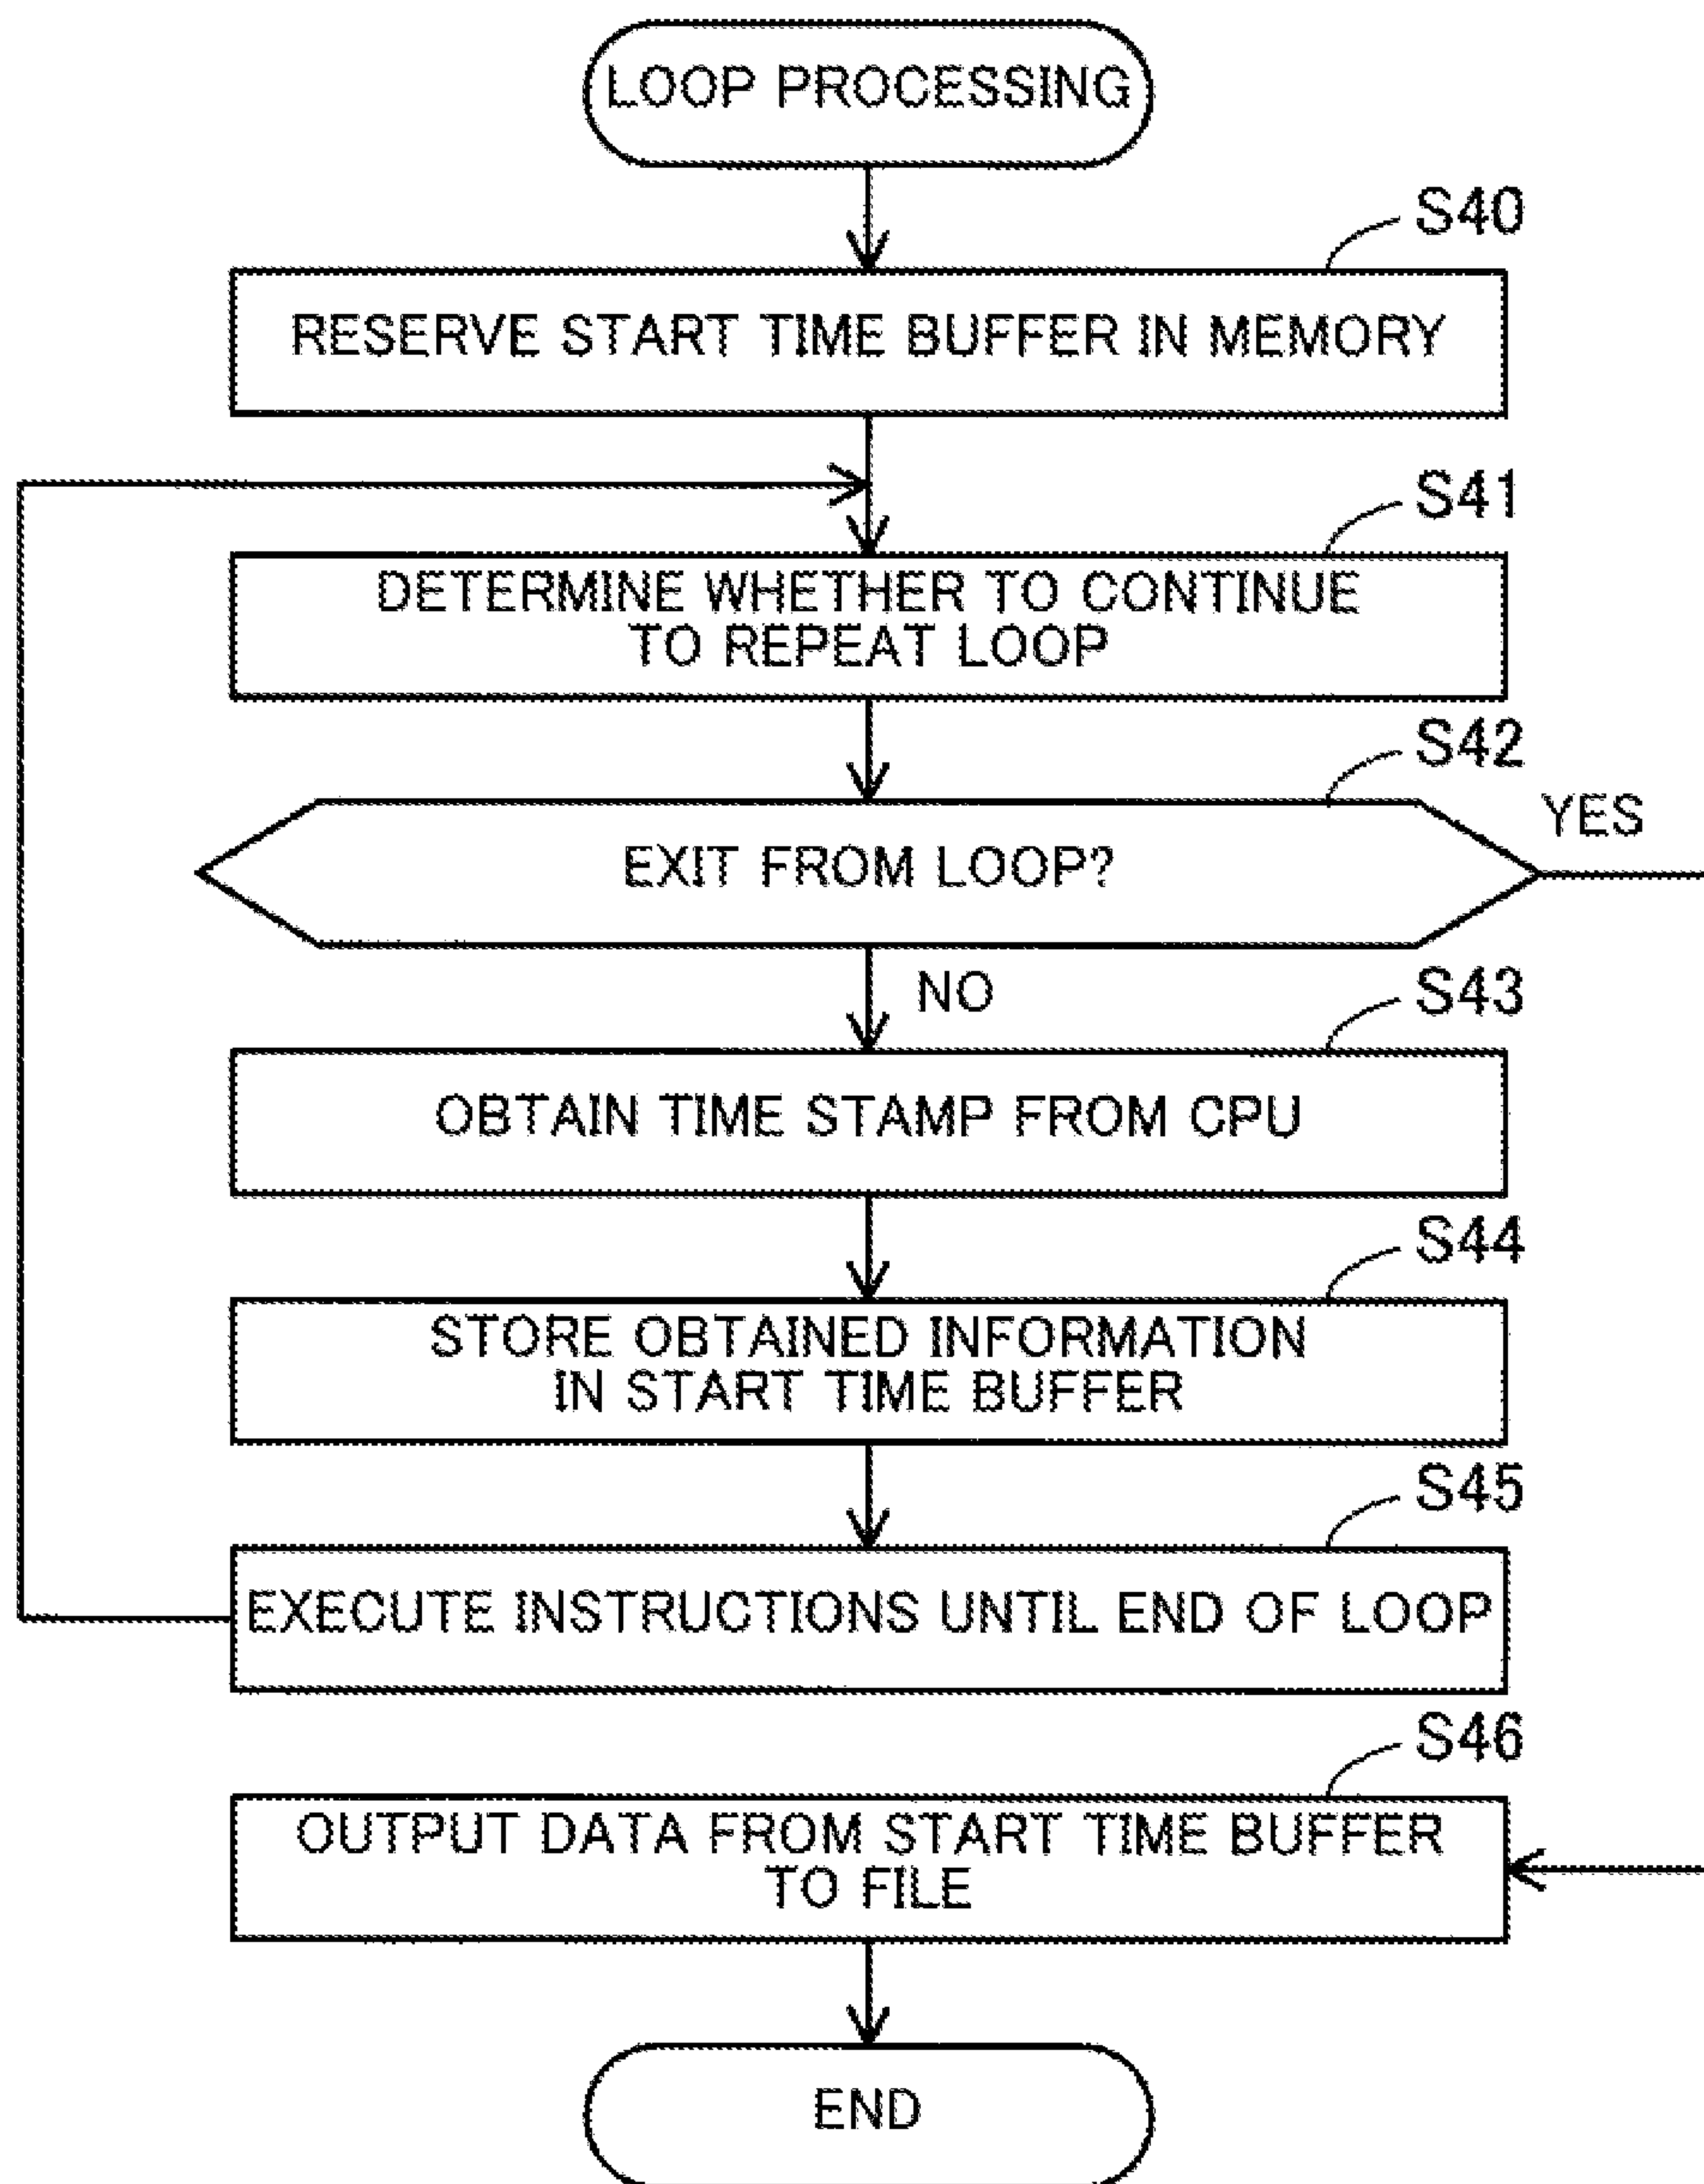 LOOP PROCESSING
S40
RESERVE START TIME BUFFER IN MEMORY
S41
DETERMINE WHETHER TO CONTINUE
TO REPEAT LOOP
S42
EXIT FROM LOOP?
YES
NO
S43
OBTAIN TIME STAMP FROM CPU
S44
STORE OBTAINED INFORMATION
IN START TIME BUFFER
S45
EXECUTE INSTRUCTIONS UNTIL END OF LOOP
S46
OUTPUT DATA FROM START TIME BUFFER
TO FILE
END